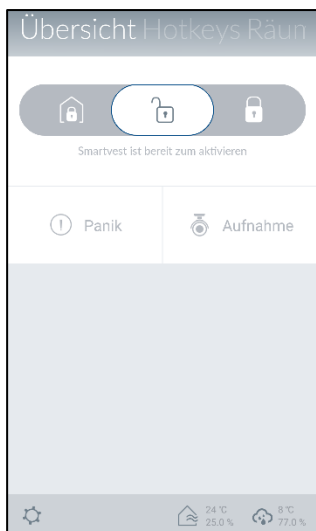 Übersicht Hotkeys Räun
Smartvest ist bereit zum aktivieren
Panik
Aufnahme
24 °C
25.0 %
8 °C
77.0 %